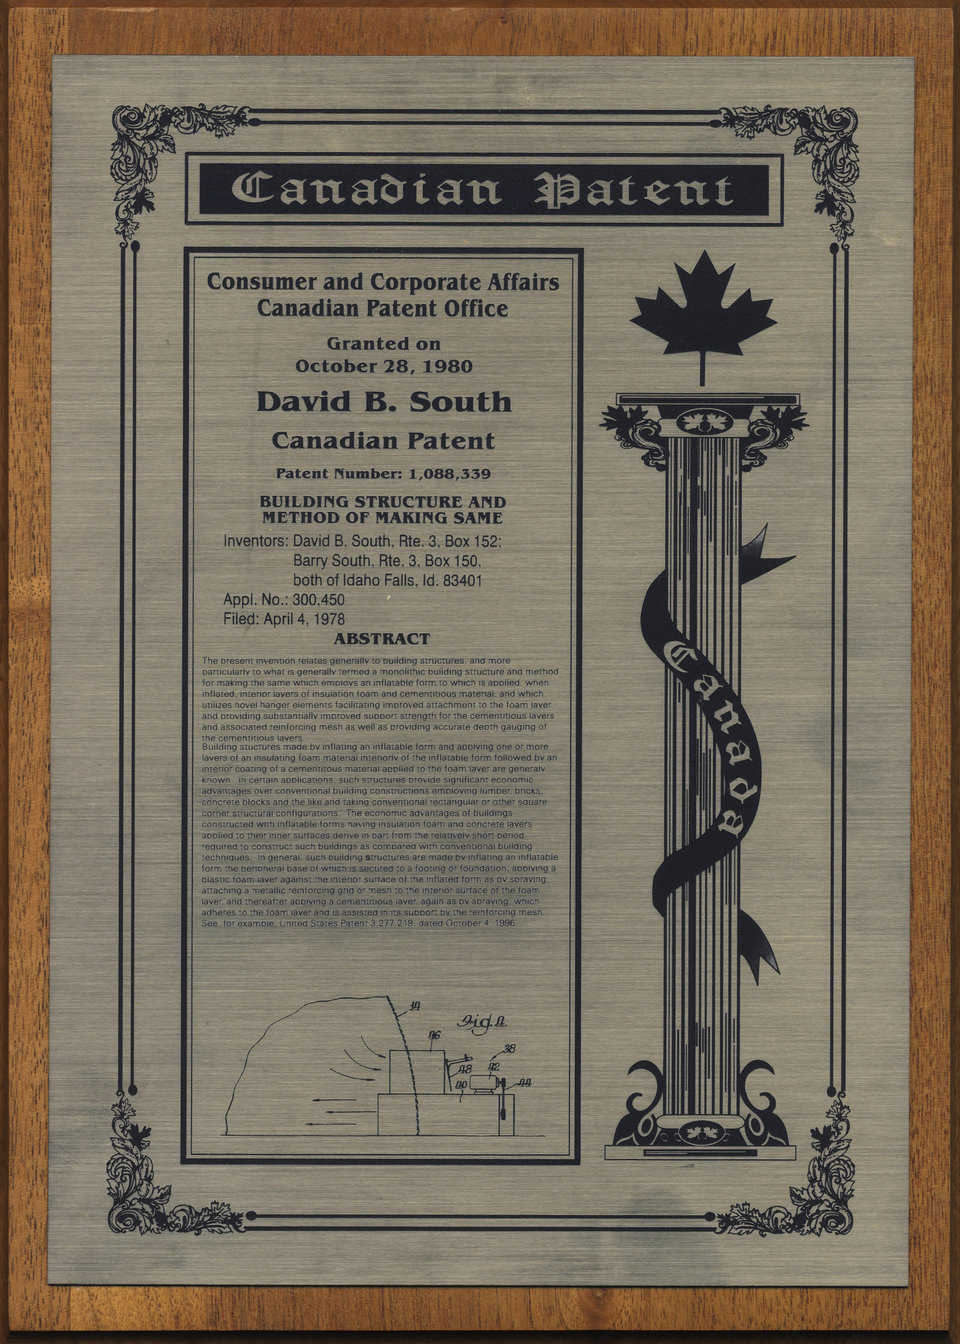 Canadian Patent
Consumer and Corporate Affairs
Canadian Patent Office
Granted on
October 28, 1980
David B. South
Canadian Patent
Patent Number: 1,088,339
BUILDING STRUCTURE AND
METHOD OF MAKING SAME
Inventors: David B. South, Rte. 3, Box 152;
Barry South, Rte. 3, Box 150,
both of Idaho Falls, Id. 83401
Appl. No.: 300,450
Filed: April 4, 1978
ABSTRACT
The present invention relates generally to building structures, and more
particularly to what is generally termed a monolithic building structure and method
for making the same which employs an inflatable form to which is applied, when
inflated, interior layers of insulation foam and cementitious material, and which
utilizes novel hanger elements facilitating improved attachment to the foam layer
and providing substantially improved support strength for the cementitious layers
and associated reinforcing mesh as well as providing accurate depth gauging of
the cementitious layers.
Building stuctures made by inflating an inflatable form and applying one or more
layers of an insulating foam material interiorly of the inflatable form followed by an
interior coating of a cementitous material applied to the foam layer are generally
known. In certain applications, such structures provide significant economic
advantages over conventional building constructions employing lumber, bricks,
concrete blocks and the like and taking conventional rectangular or other square
corner structural configurations. The economic advantages of buildings
constructed with inflatable forms having insulation foam and concrete layers
applied to their inner surfaces derive in part from the relatively short period
required to construct such buildings as compared with conventional building
techniques. In general, such building structures are made by inflating an inflatable
form the peripheral base of which is secured to a footing or foundation, applying a
plastic foam layer against the interior surface of the inflated form as by spraying,
attaching a metallic reinforcing grid or mesh to the interior surface of the foam
layer, and thereafter applying a cementitious layer, again as by abraving, which
adheres to the foam layer and is assisted in its support by the reinforcing mesh.
See, for example, United States Patent 3,277,219, dated October 4, 1996.
14
Fig.
46
38
48
42
40
44
Canada